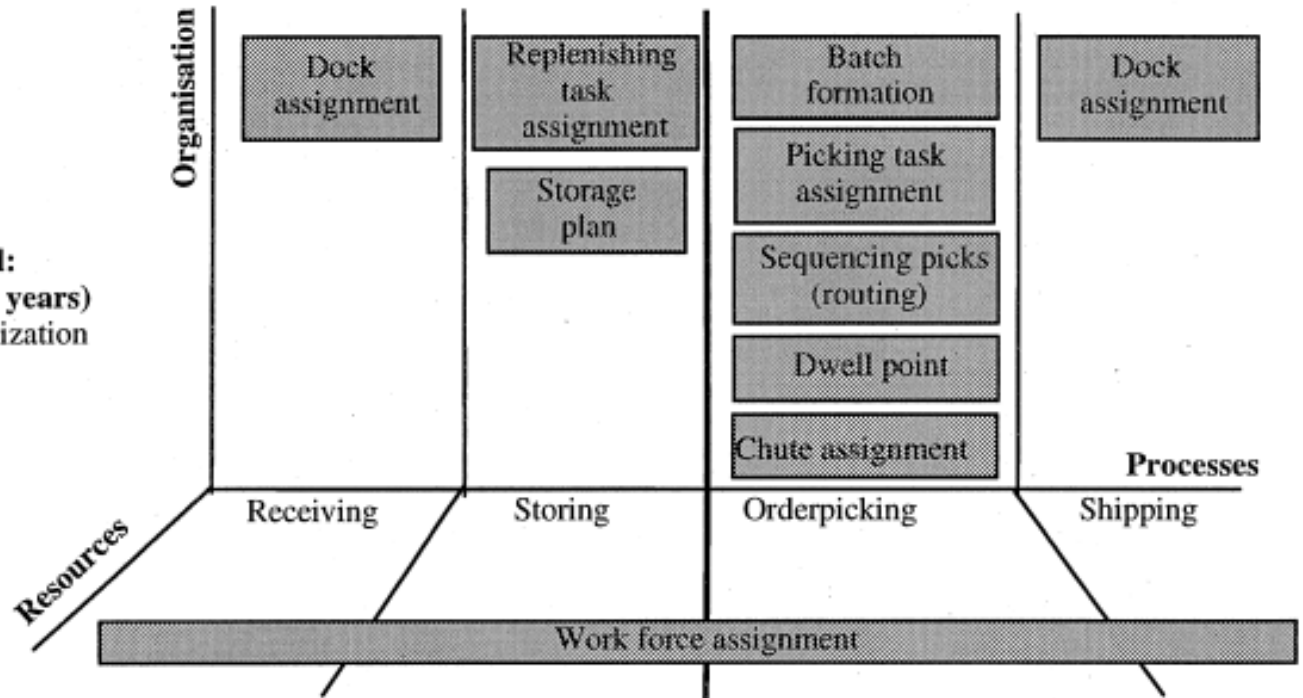 Organisation
Dock
assignment
Replenishing
task
assignment
Storage
plan
Batch
formation
Picking task
assignment
Sequencing picks
(routing)
Dwell point
Chute assignment
Dock
assignment
years)
Processes
Receiving
Storing
Orderpicking
Shipping
Resources
Work force assignment